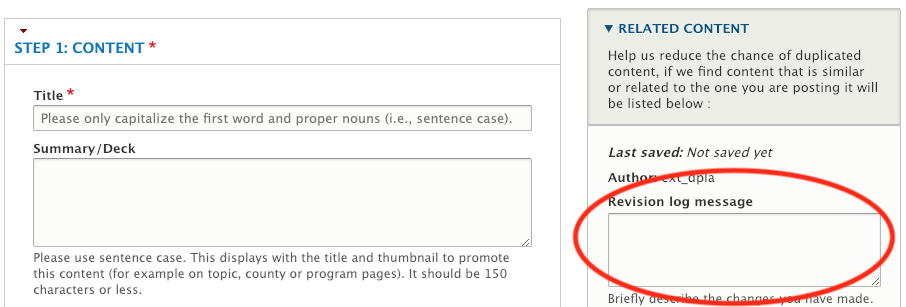 STEP 1: CONTENT *
Title *
Please only capitalize the first word and proper nouns (i.e., sentence case).
Summary/Deck
Please use sentence case. This displays with the title and thumbnail to promote
this content (for example on topic, county or program pages). It should be 150
characters or less.
RELATED CONTENT
Help us reduce the chance of duplicated
content, if we find content that is similar
or related to the one you are posting it will
be listed below :
Last saved: Not saved yet
Author: ext_dpla
Revision log message
Briefly describe the changes you have made.